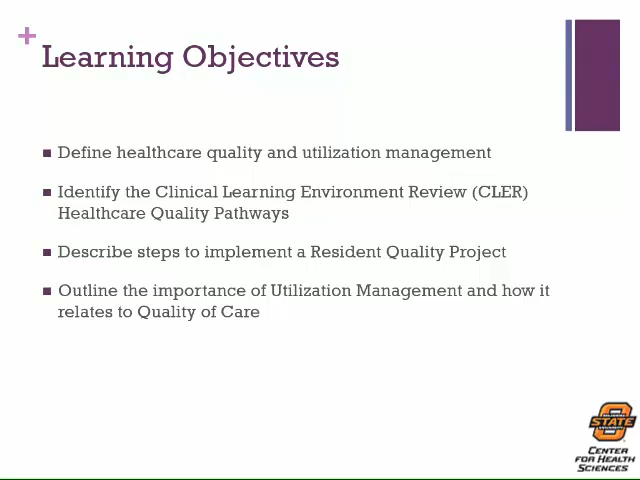 +
Learning Objectives
Define healthcare quality and utilization management
Identify the Clinical Learning Environment Review (CLER)
Healthcare Quality Pathways
Describe steps to implement a Resident Quality Project
Outline the importance of Utilization Management and how it
relates to Quality of Care
STATE
CENTER
FOR HEALTH
SCIENCES